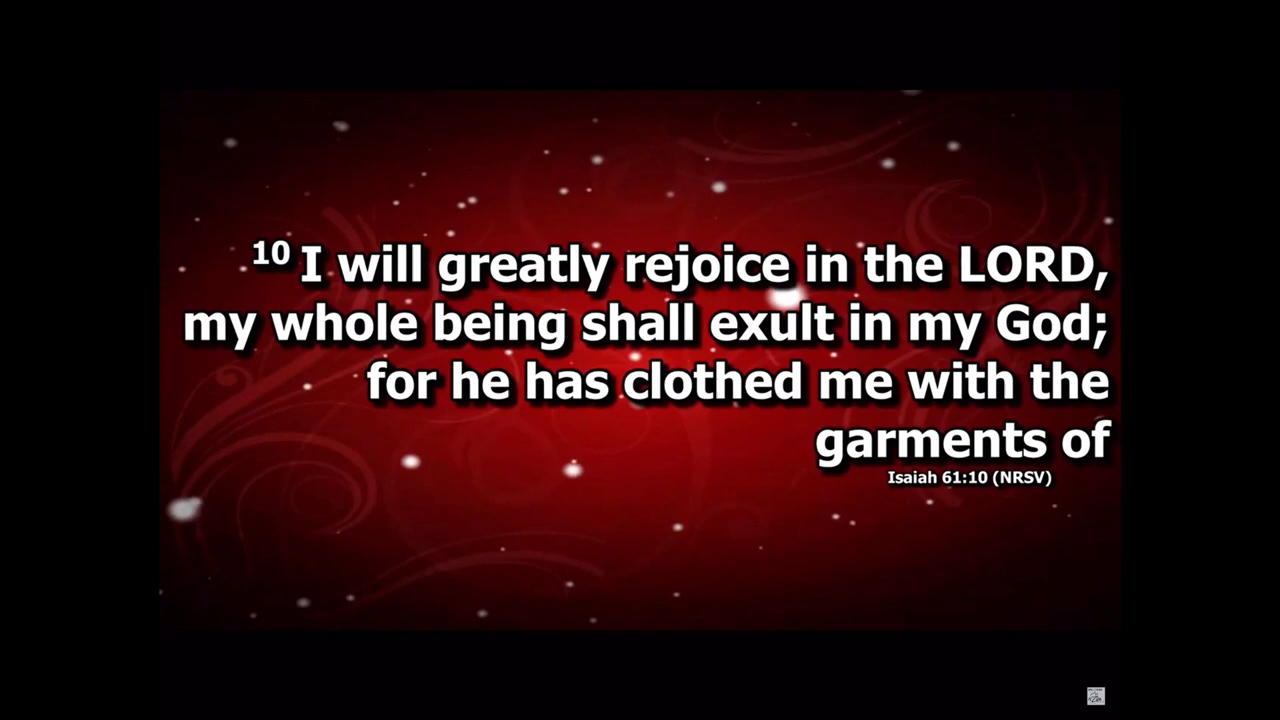 10 I will greatly rejoice in the LORD,
my whole being shall exult in my God;
for he has clothed me with the
garments of
Isaiah 61:10 (NRSV)